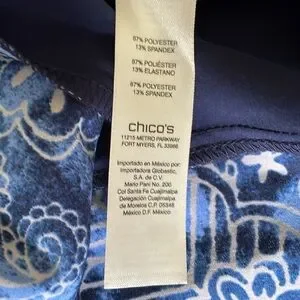 87% POLYESTER
13% SPANDEX
87% POLIÉSTER
13% ELASTANO
87% POLYESTER
13% SPANDEX
chico's
11215 METRO PARKWAY
FORT MYERS, FL 33966
Importado en México por:
Importadora Globastic,
S.A. de C.V.
Mario Pani No. 200
Col Santa Fe Cuajimalpa
Delegación Cuajimalpa
de Morelos C.P. 05348
México D.F. MÉXICO